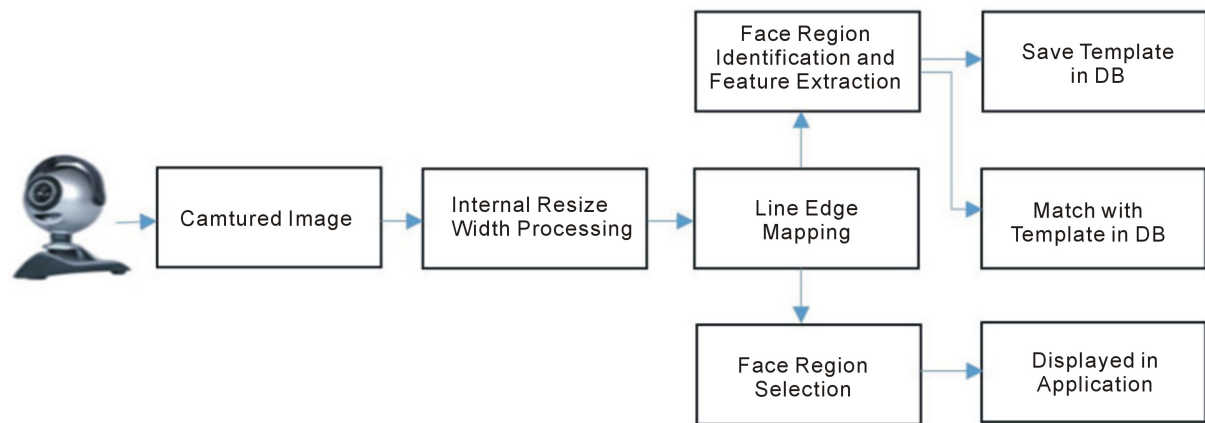 Face Region
Identification and
Feature Extraction
Save Template
in DB
Camtured Image
Internal Resize
Width Processing
Line Edge
Mapping
Match with
Template in DB
Face Region
Selection
Displayed in
Application